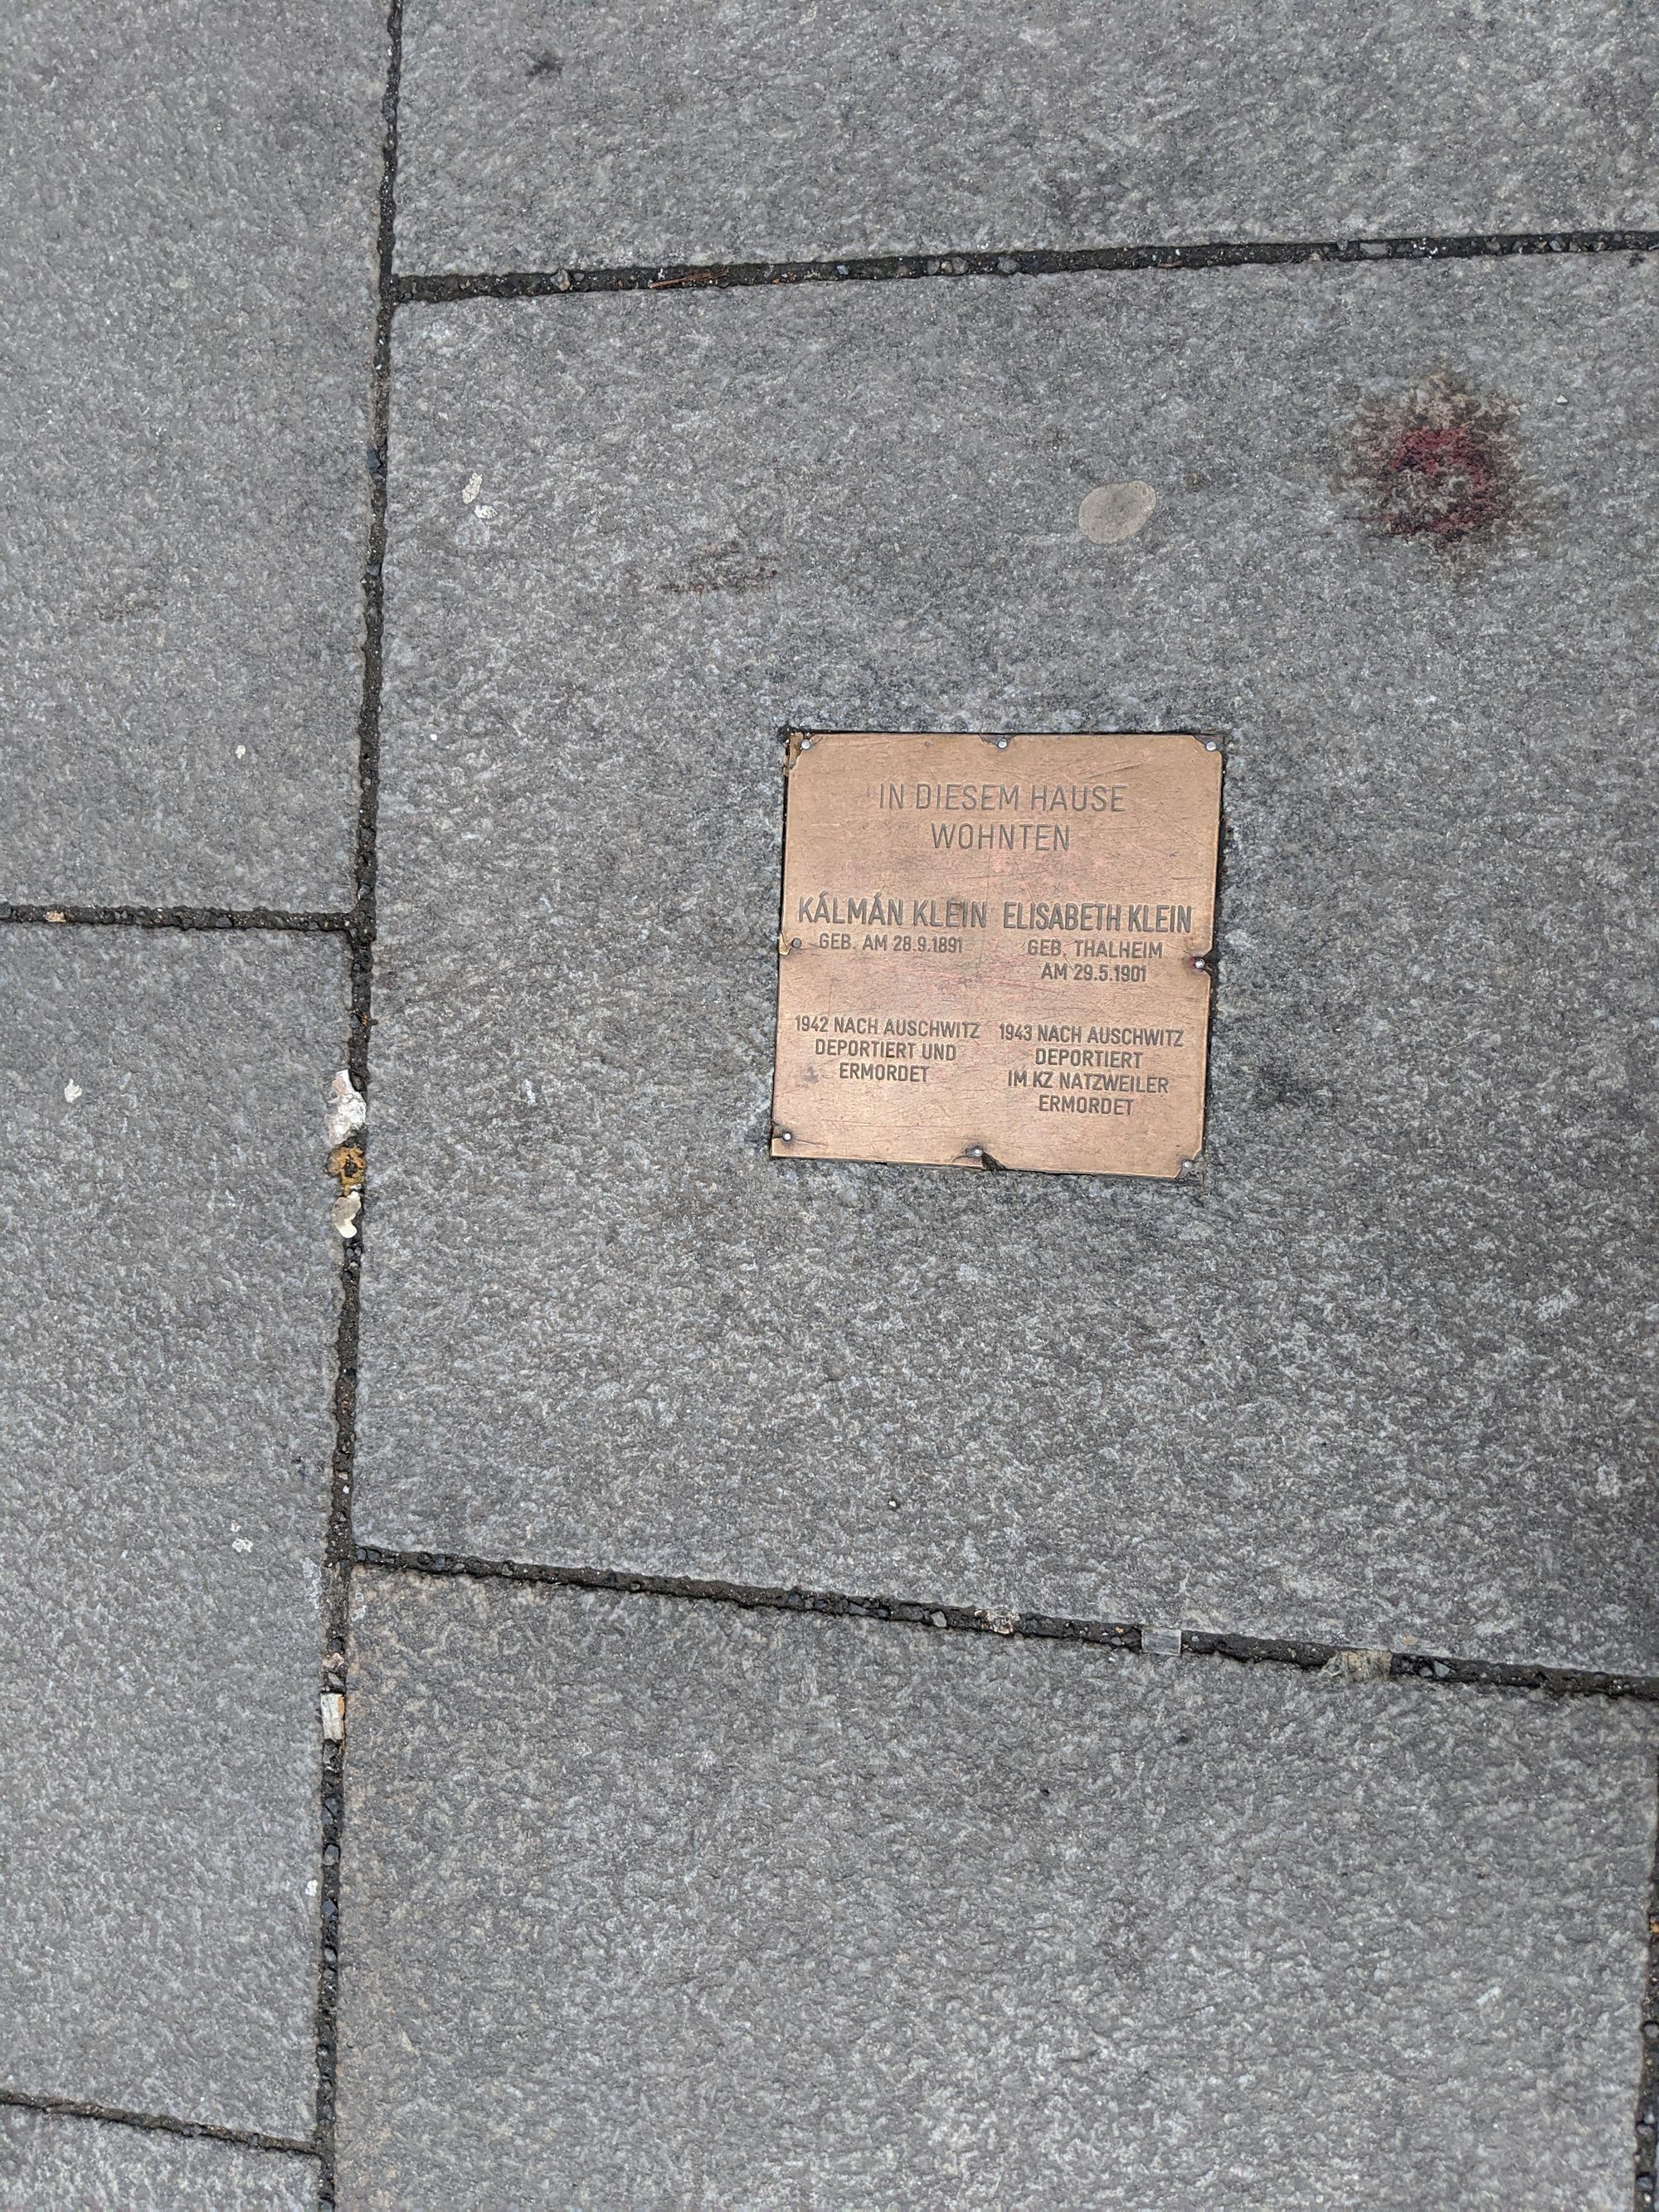 IN DIESEM HAUSE
WOHNTEN
KÁLMÁN KLEIN
GEB. AM 28.9.1891
1942 NACH AUSCHWITZ
DEPORTIERT UND
ERMORDET
ELISABETH KLEIN
GEB. THALHEIM
AM 29.5.1901
1943 NACH AUSCHWITZ
DEPORTIERT
IM KZ NATZWEILER
ERMORDET